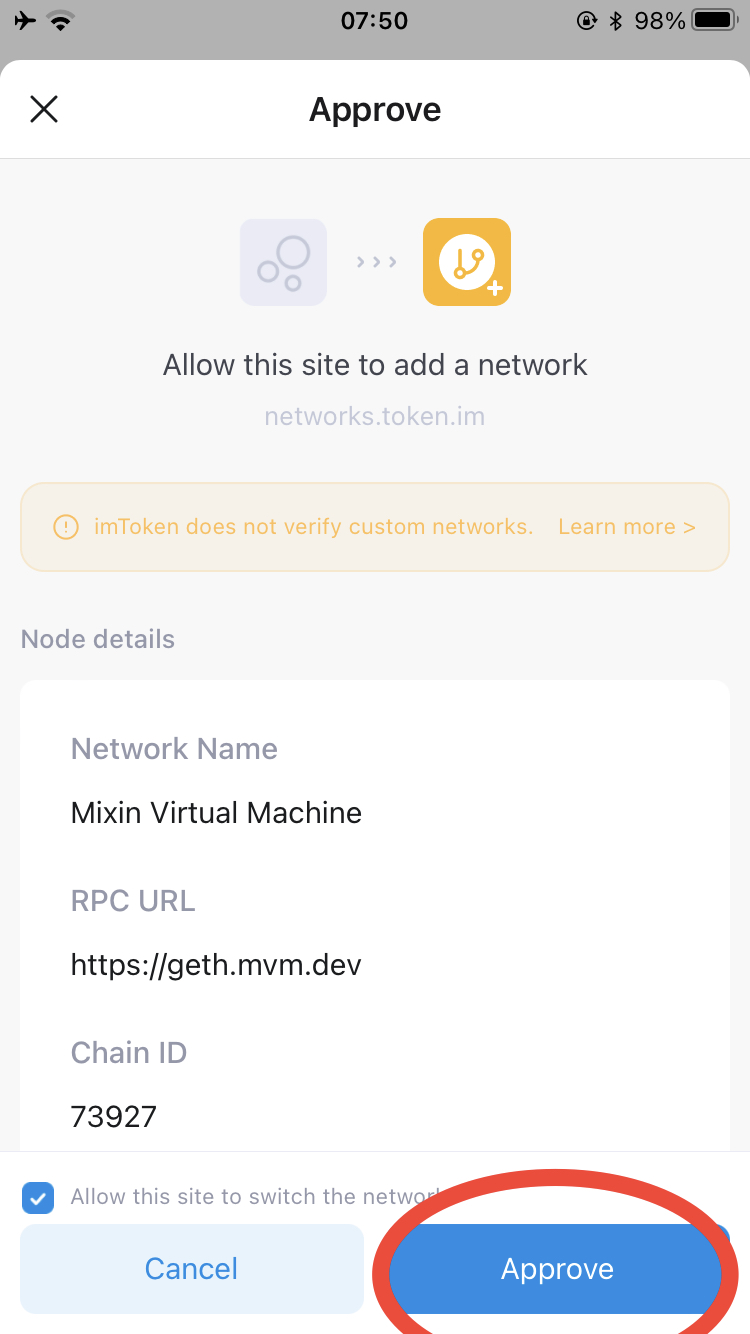 07:50
98%
Approve
Allow this site to add a network
networks.token.im
imToken does not verify custom networks. Learn more >
Node details
Network Name
Mixin Virtual Machine
RPC URL
https://geth.mvm.dev
Chain ID
73927
Allow this site to switch the network
Cancel
Approve